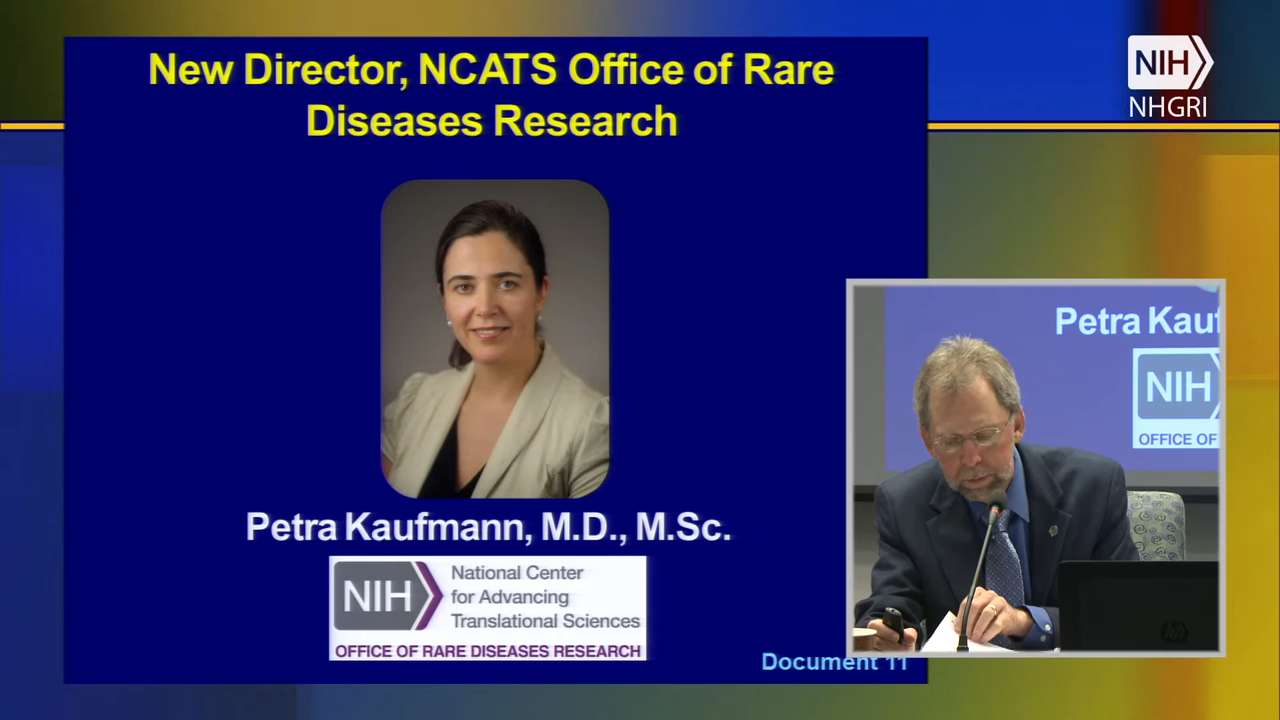 New Director, NCATS Office of Rare
Diseases Research
Petra Kaufmann, M.D., M.Sc.
NIH
National Center
for Advancing
Translational Sciences
OFFICE OF RARE DISEASES RESEARCH
Document 11
NIH
NHGRI
Petra Kauf
NIH
OFFICE OF
hp